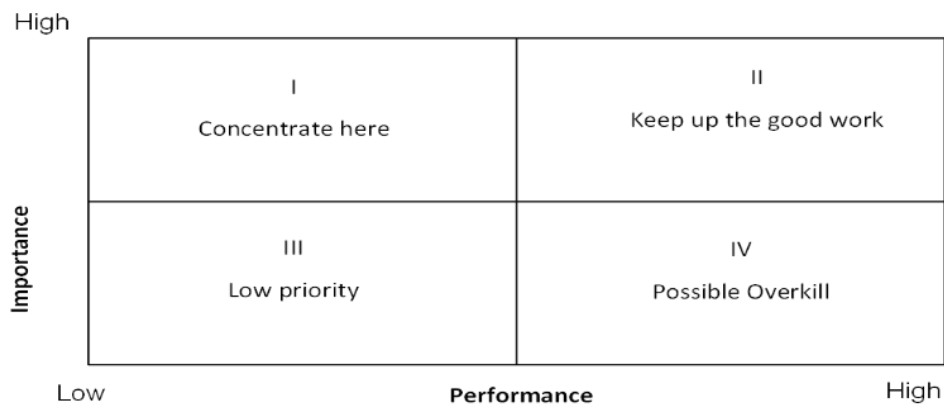 High
I
Concentrate here
II
Keep up the good work
Importance
III
Low priority
IV
Possible Overkill
Low
Performance
High